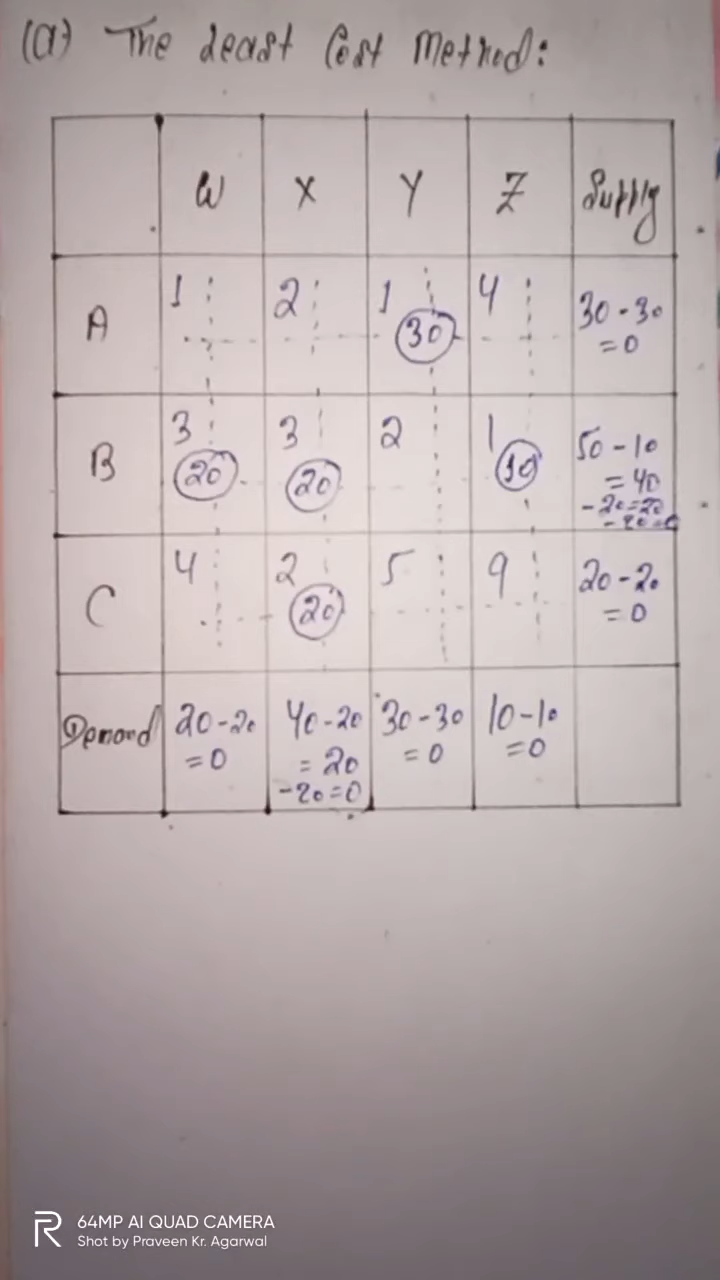 (a) The Least Cost Method:
W X Y Z Supply
A 1 2 1 (30) 4 30-30
=0
B 3 (20) 3 (20) 2 1 (10) 50-10
=40
-20=20
-20=0
C 4 2 (20) 5 9 20-20
=0
Demand 20-20 40-20 30-30 10-10
=0 =20 =0 =0
-20=0
64MP AI QUAD CAMERA
Shot by Praveen Kr. Agarwal